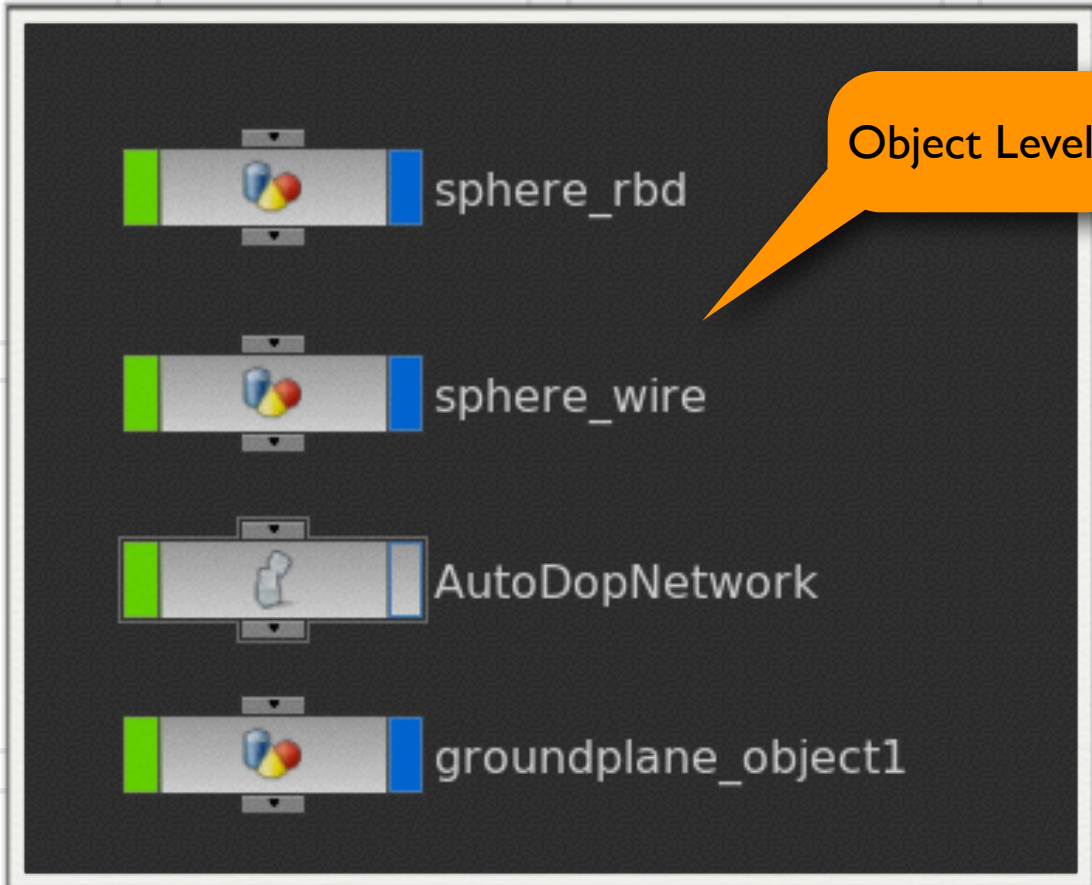 Object Level
sphere_rbd
sphere_wire
AutoDopNetwork
groundplane_object1